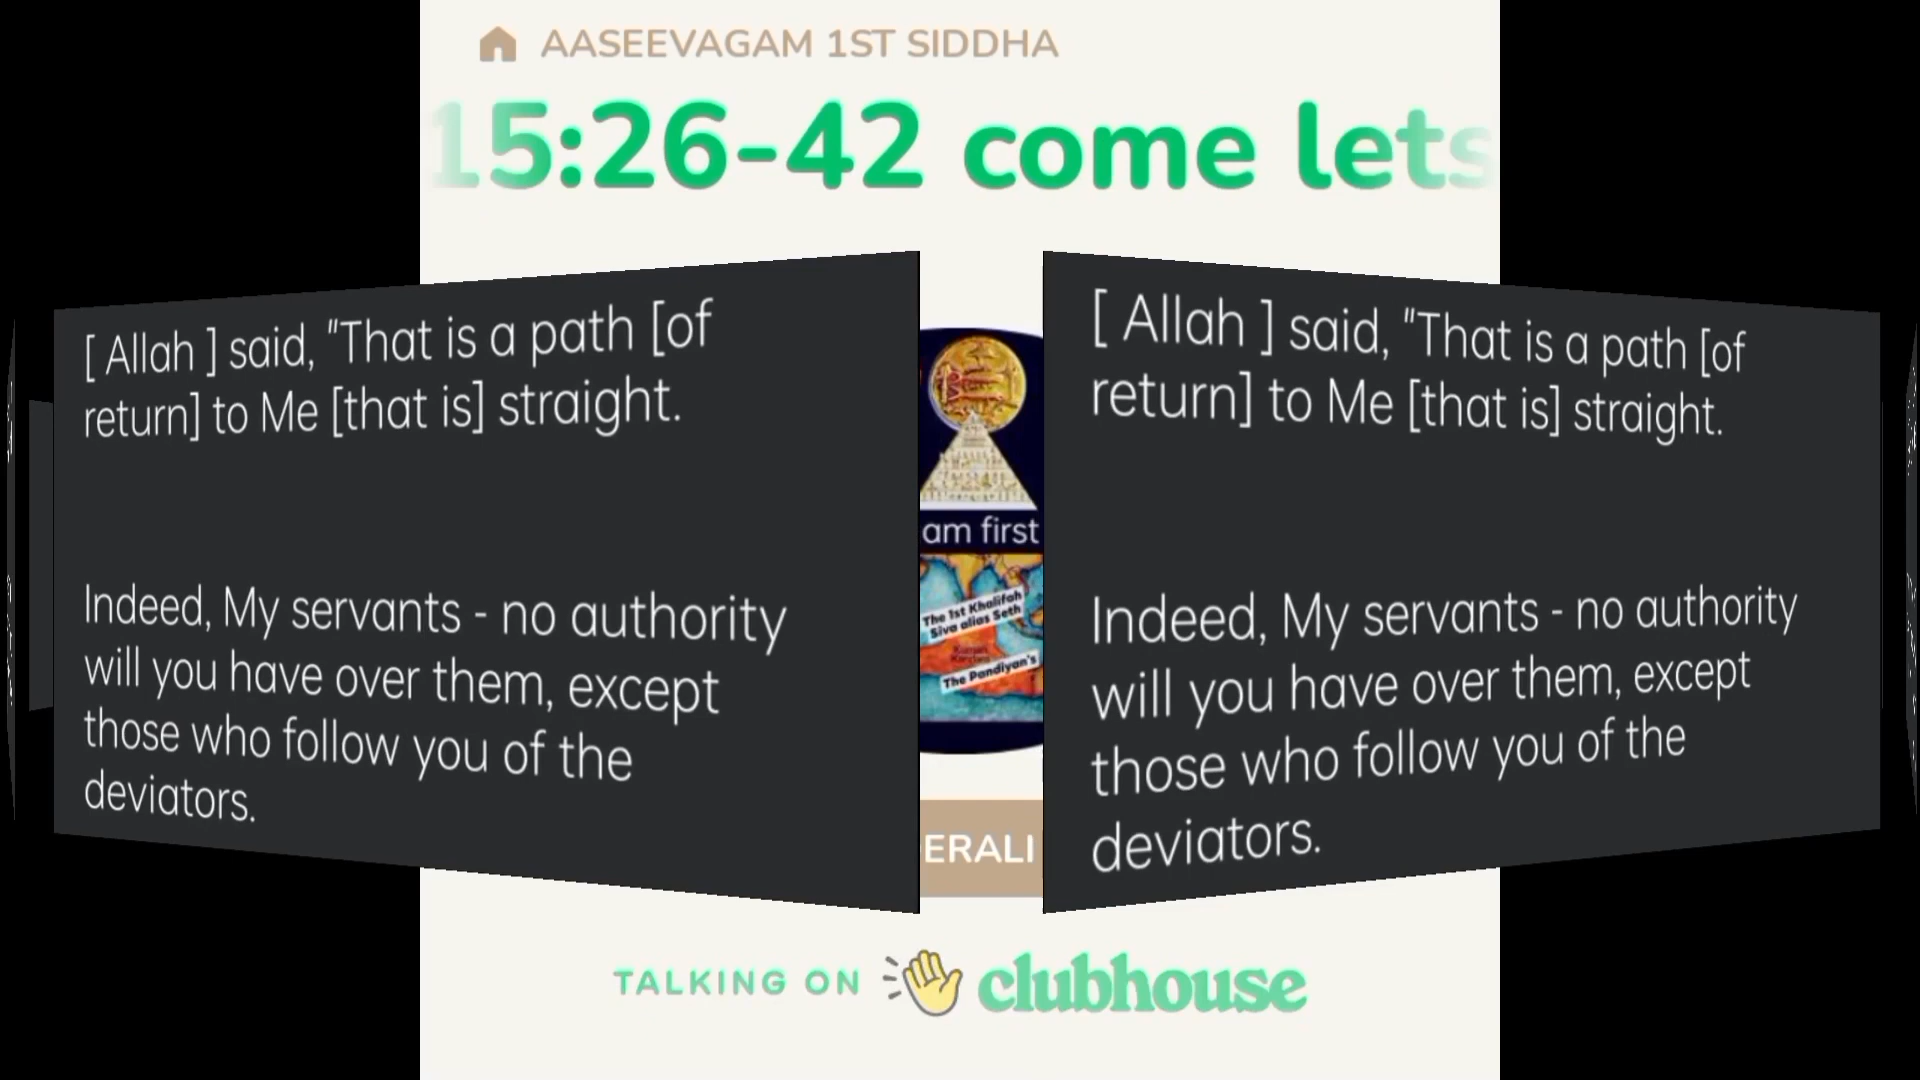 AASEEVAGAM 1ST SIDDHA
15:26-42 come lets
[ Allah ] said, "That is a path [of
return] to Me [that is] straight.
Indeed, My servants - no authority
will you have over them, except
those who follow you of the
deviators.
am first
The 1st Khalifah
Siva alias Seth
The Pandiyan's
ERALI
[ Allah ] said, "That is a path [of
return] to Me [that is] straight.
Indeed, My servants - no authority
will you have over them, except
those who follow you of the
deviators.
TALKING ON clubhouse